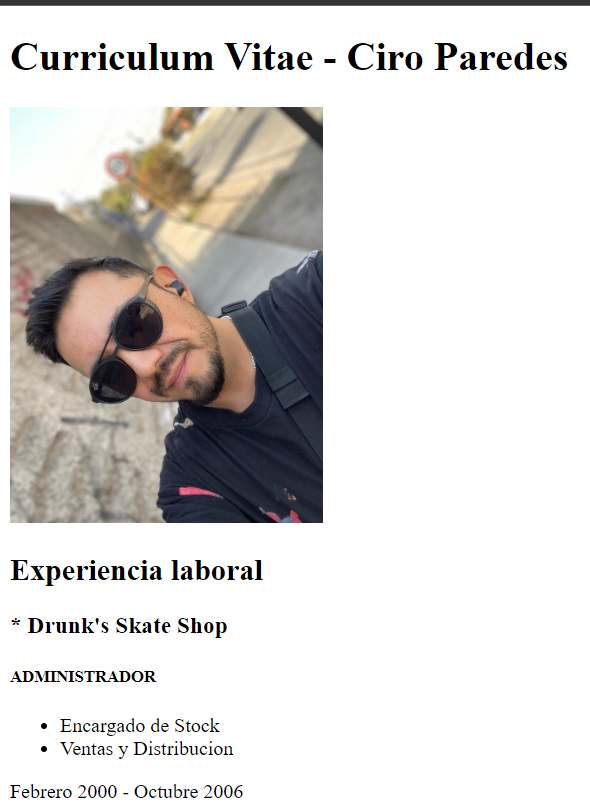 Curriculum Vitae - Ciro Paredes
Experiencia laboral
* Drunk's Skate Shop
ADMINISTRADOR
• Encargado de Stock
• Ventas y Distribucion
Febrero 2000 - Octubre 2006